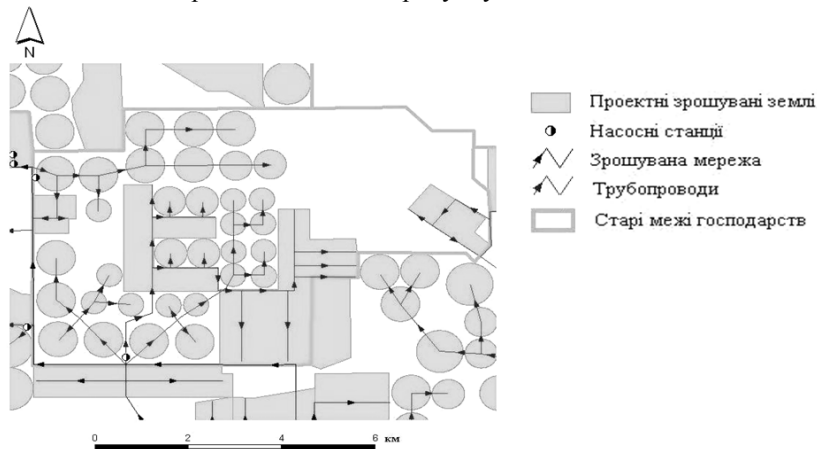 N
Проектні зрошувані землі
Насосні станції
Зрошувана мережа
Трубопроводи
Старі межі господарств
0 2 4 6 км